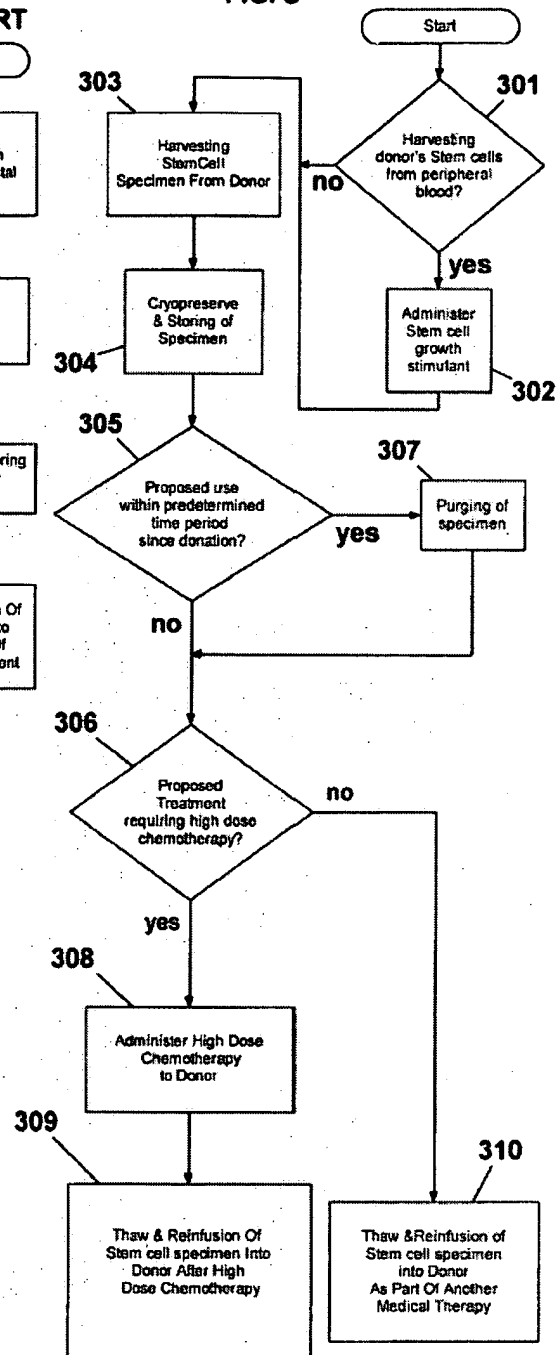 RT
Start
301
Harvesting
donor's Stem cells
from peripheral
blood?
no
yes
Administer
Stem cell
growth
stimulant
302
303
Harvesting
StemCell
Specimen From Donor
Cryopreserve
& Storing of
Specimen
304
305
Proposed use
within predetermined
time period
since donation?
yes
307
Purging of
specimen
no
306
Proposed
Treatment
requiring high dose
chemotherapy?
no
yes
308
Administer High Dose
Chemotherapy
to Donor
309
Thaw & Reinfusion Of
Stem cell specimen Into
Donor After High
Dose Chemotherapy
310
Thaw &Reinfusion of
Stem cell specimen
into Donor
As Part Of Another
Medical Therapy
tal
ring
Of